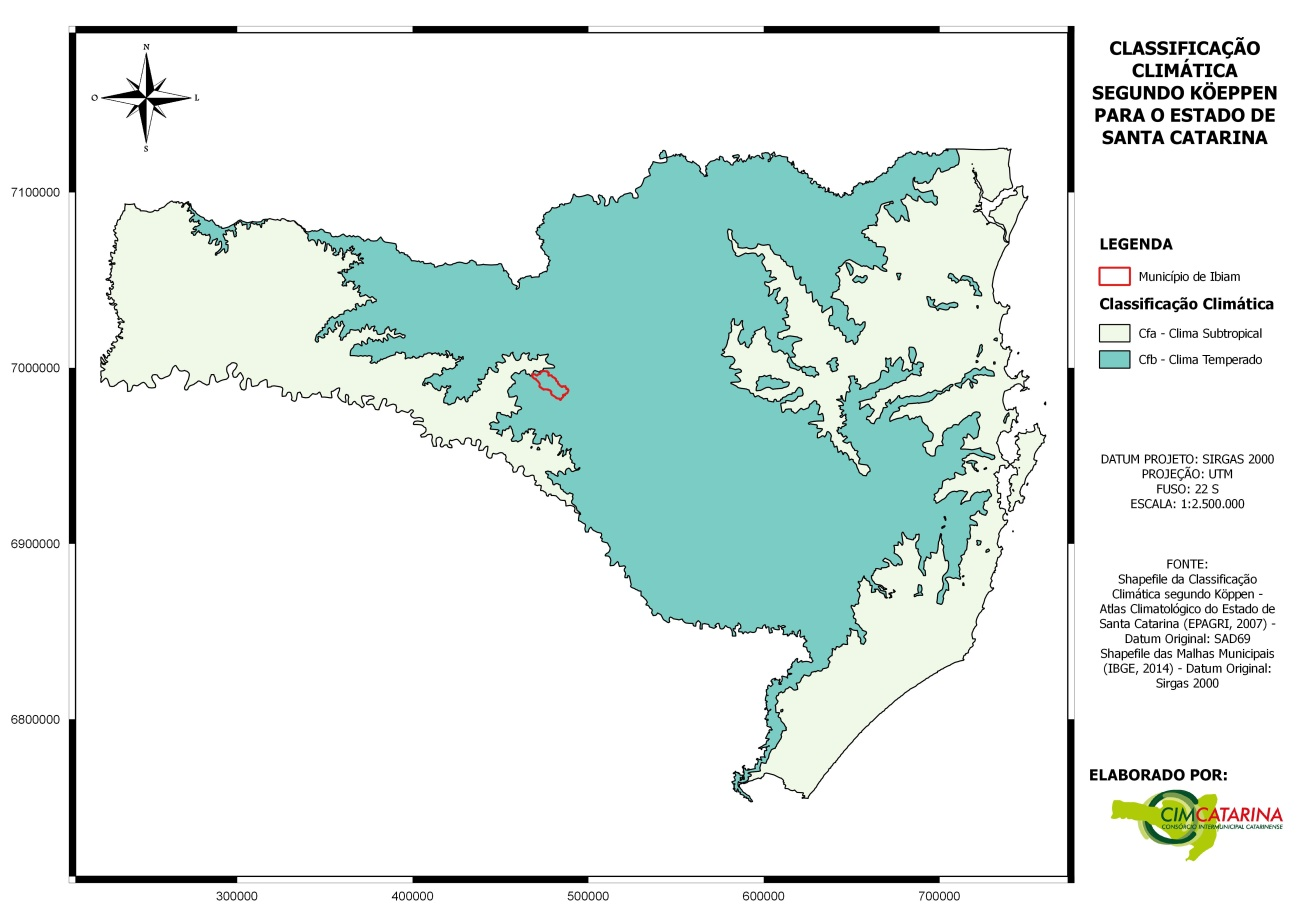 CLASSIFICAÇÃO
CLIMÁTICA
SEGUNDO KÖEPPEN
PARA O ESTADO DE
SANTA CATARINA
N
O
L
S
7100000
7000000
6900000
6800000
300000
400000
500000
600000
700000
LEGENDA
Município de Ibiam
Classificação Climática
Cfa - Clima Subtropical
Cfb - Clima Temperado
DATUM PROJETO: SIRGAS 2000
PROJEÇÃO: UTM
FUSO: 22 S
ESCALA: 1:2.500.000
FONTE:
Shapefile da Classificação
Climática segundo Köppen -
Atlas Climatológico do Estado de
Santa Catarina (EPAGRI, 2007) -
Datum Original: SAD69
Shapefile das Malhas Municipais
(IBGE, 2014) - Datum Original:
Sirgas 2000
ELABORADO POR:
CIMCATARINA
CONSÓRCIO INTERMUNICIPAL CATARINENSE